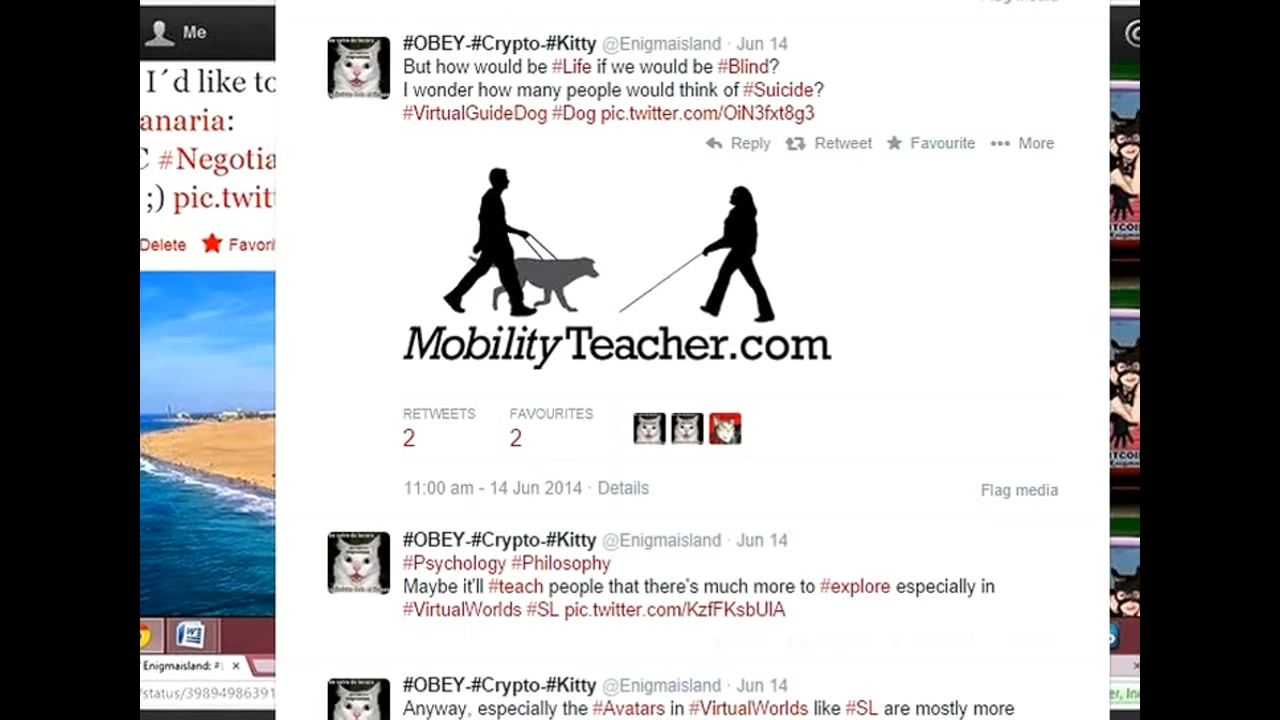 Me
I´d like to
anaria:
C #Negotia
;) pic.twitt
Delete Favori
Enigmaisland: #
/status/39894986391
#OBEY-#Crypto-#Kitty @Enigmaisland · Jun 14
But how would be #Life if we would be #Blind?
I wonder how many people would think of #Suicide?
#VirtualGuideDog #Dog pic.twitter.com/OiN3fxt8g3
Reply Retweet Favourite More
MobilityTeacher.com
RETWEETS FAVOURITES
2 2
11:00 am - 14 Jun 2014 · Details Flag media
#OBEY-#Crypto-#Kitty @Enigmaisland · Jun 14
#Psychology #Philosophy
Maybe it'll #teach people that there's much more to #explore especially in
#VirtualWorlds #SL pic.twitter.com/KzfFKsbUlA
#OBEY-#Crypto-#Kitty @Enigmaisland · Jun 14
Anyway, especially the #Avatars in #VirtualWorlds like #SL are mostly more